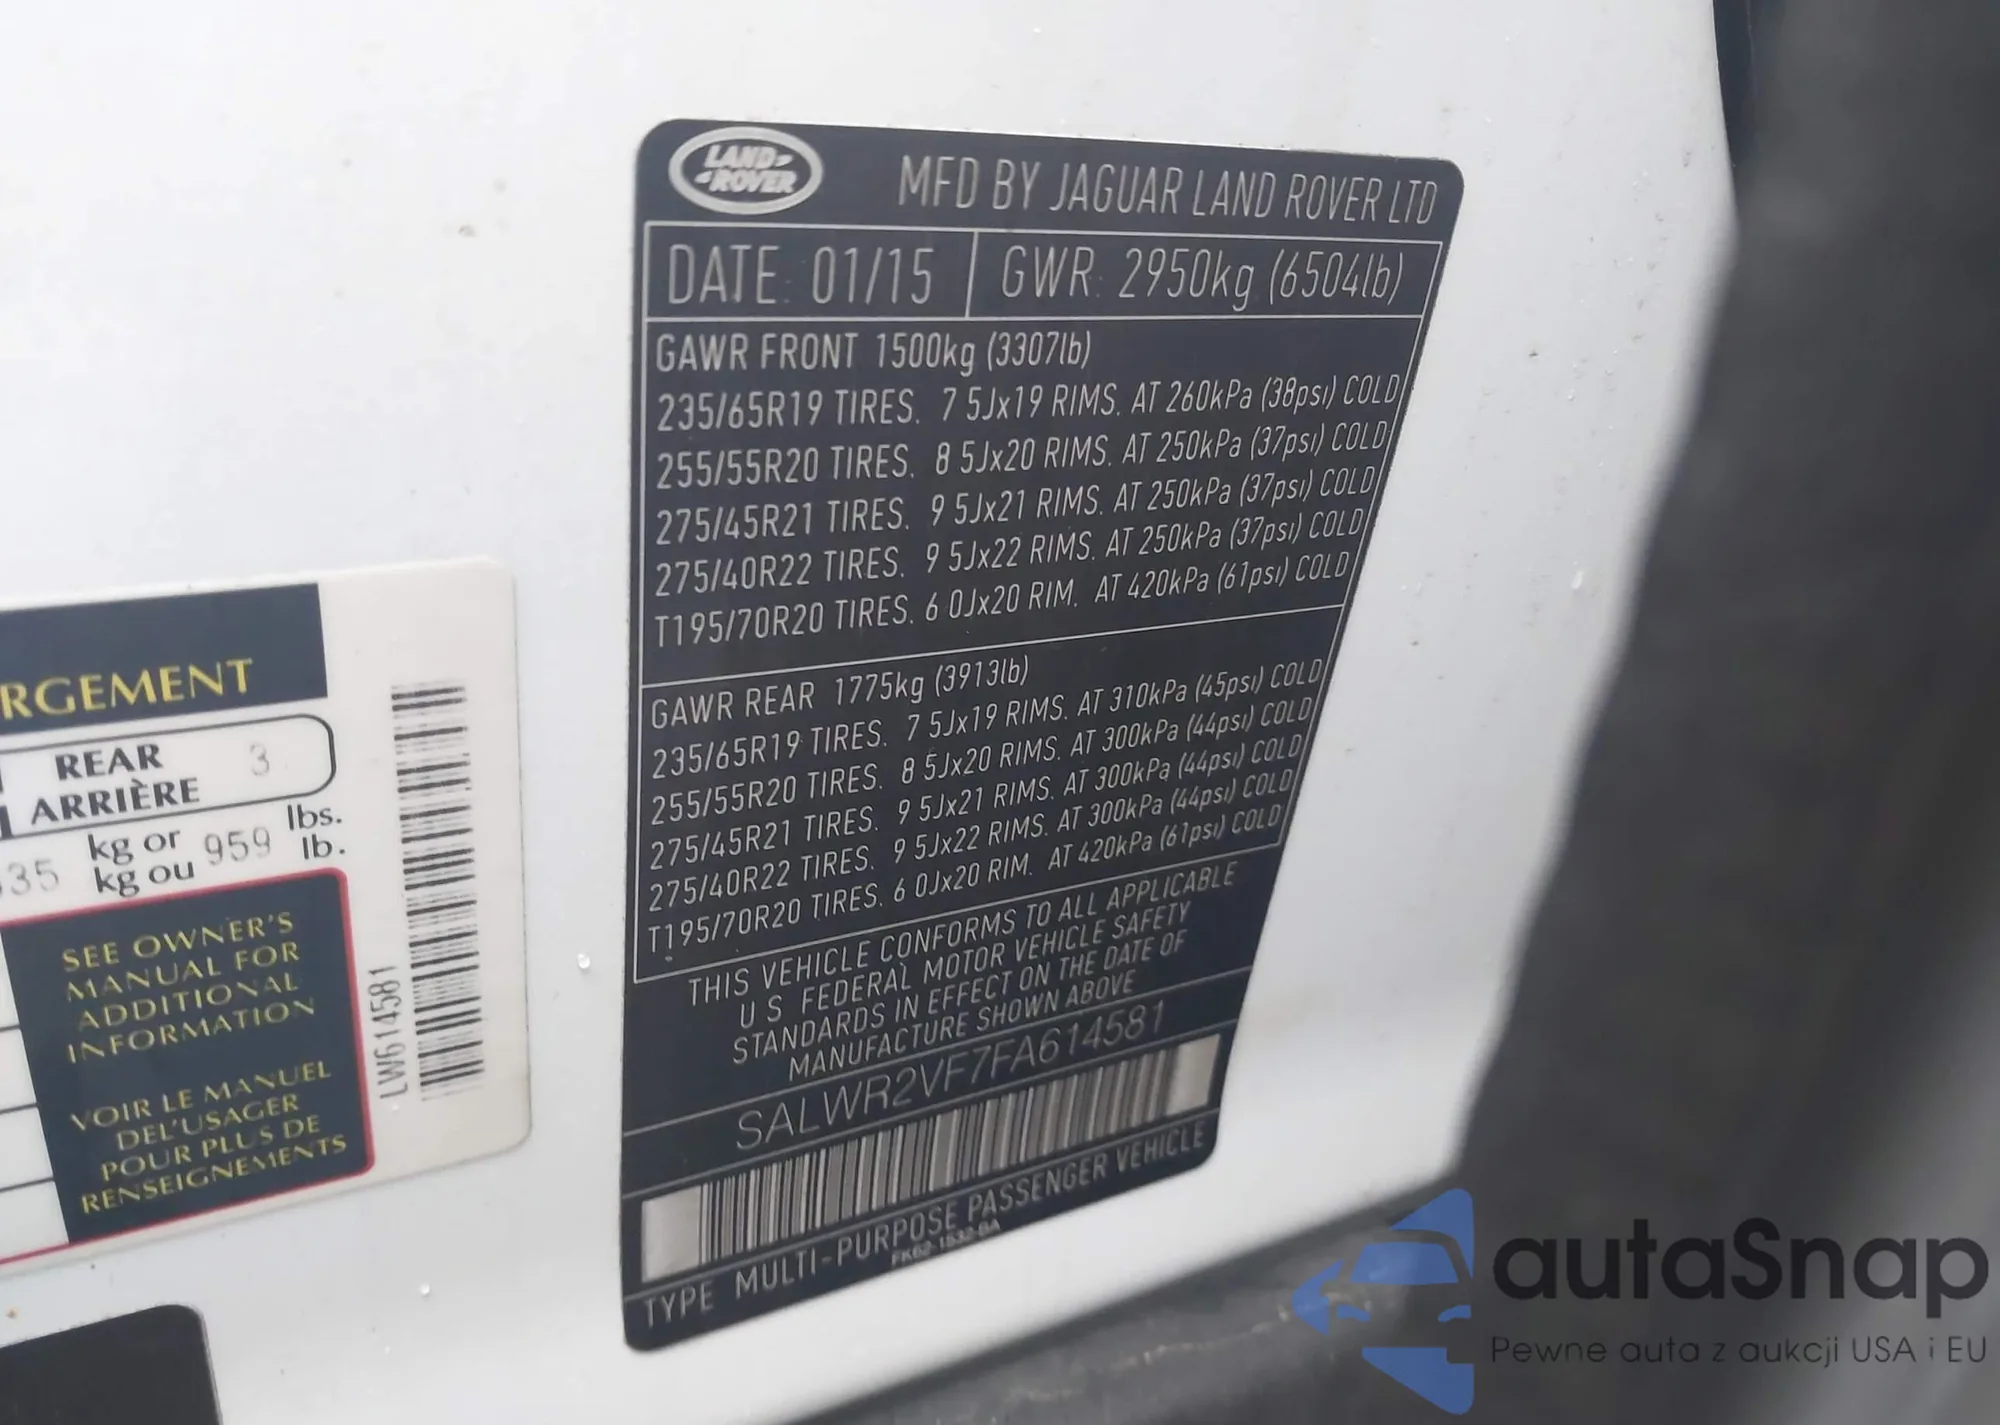 LAND-
-ROVER
MFD BY JAGUAR LAND ROVER LTD
DATE: 01/15 GWR: 2950kg (6504lb)
GAWR FRONT 1500kg (3307lb)
235/65R19 TIRES. 7 5Jx19 RIMS. AT 260kPa (38psi) COLD
255/55R20 TIRES. 8 5Jx20 RIMS. AT 250kPa (37psi) COLD
275/45R21 TIRES. 9 5Jx21 RIMS. AT 250kPa (37psi) COLD
275/40R22 TIRES. 9 5Jx22 RIMS. AT 250kPa (37psi) COLD
T195/70R20 TIRES. 6 0Jx20 RIM. AT 420kPa (61psi) COLD
GAWR REAR 1775kg (3913lb)
235/65R19 TIRES. 7 5Jx19 RIMS. AT 310kPa (45psi) COLD
255/55R20 TIRES. 8 5Jx20 RIMS. AT 300kPa (44psi) COLD
275/45R21 TIRES. 9 5Jx21 RIMS. AT 300kPa (44psi) COLD
275/40R22 TIRES. 9 5Jx22 RIMS. AT 300kPa (44psi) COLD
T195/70R20 TIRES. 6 0Jx20 RIM. AT 420kPa (61psi) COLD
THIS VEHICLE CONFORMS TO ALL APPLICABLE
U S FEDERAL MOTOR VEHICLE SAFETY
STANDARDS IN EFFECT ON THE DATE OF
MANUFACTURE SHOWN ABOVE
SALWR2VF7FA614581
TYPE MULTI-PURPOSE PASSENGER VEHICLE
FK62-1532-BA
RGEMENT
REAR 3
ARRIÈRE
35 kg or 959 lbs.
kg ou lb.
SEE OWNER'S
MANUAL FOR
ADDITIONAL
INFORMATION
VOIR LE MANUEL
DEL'USAGER
POUR PLUS DE
RENSEIGNEMENTS
LW614581
autaSnap
Pewne auta z aukcji USA i EU